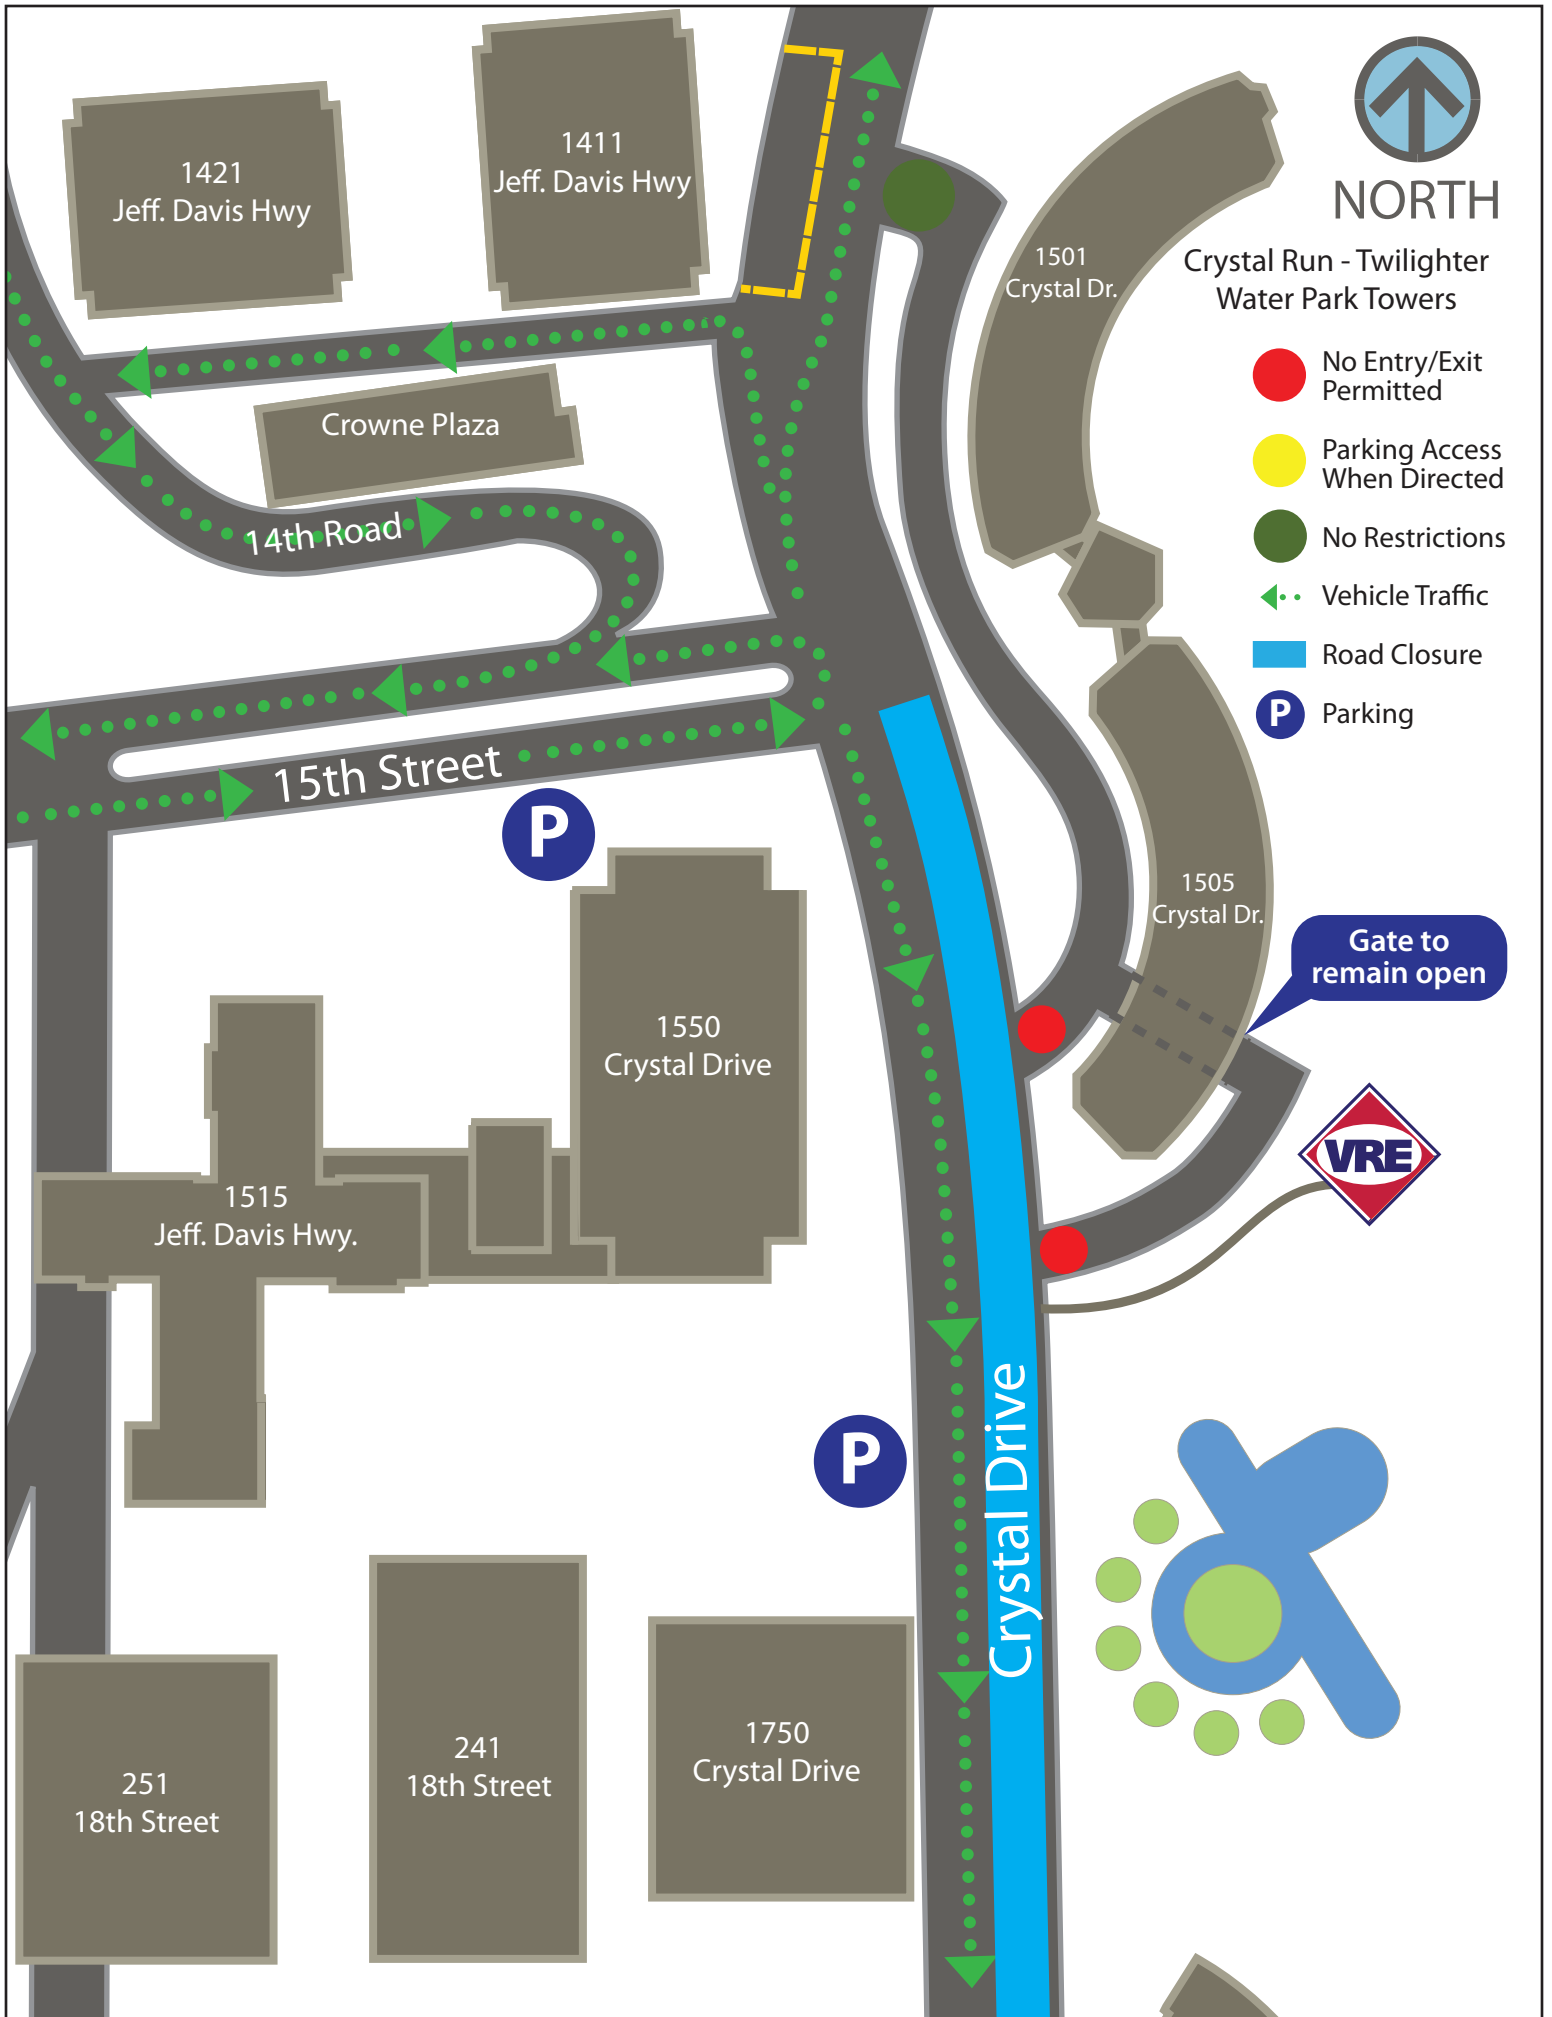 1421
Jeff. Davis Hwy
1411
Jeff. Davis Hwy
NORTH
Crystal Run - Twilighter
Water Park Towers
No Entry/Exit
Permitted
Parking Access
When Directed
No Restrictions
Vehicle Traffic
Road Closure
P
Parking
1501
Crystal Dr.
Crowne Plaza
14th Road
15th Street
P
1505
Crystal Dr.
Gate to
remain open
1550
Crystal Drive
VRE
1515
Jeff. Davis Hwy.
P
Crystal Drive
251
18th Street
241
18th Street
1750
Crystal Drive